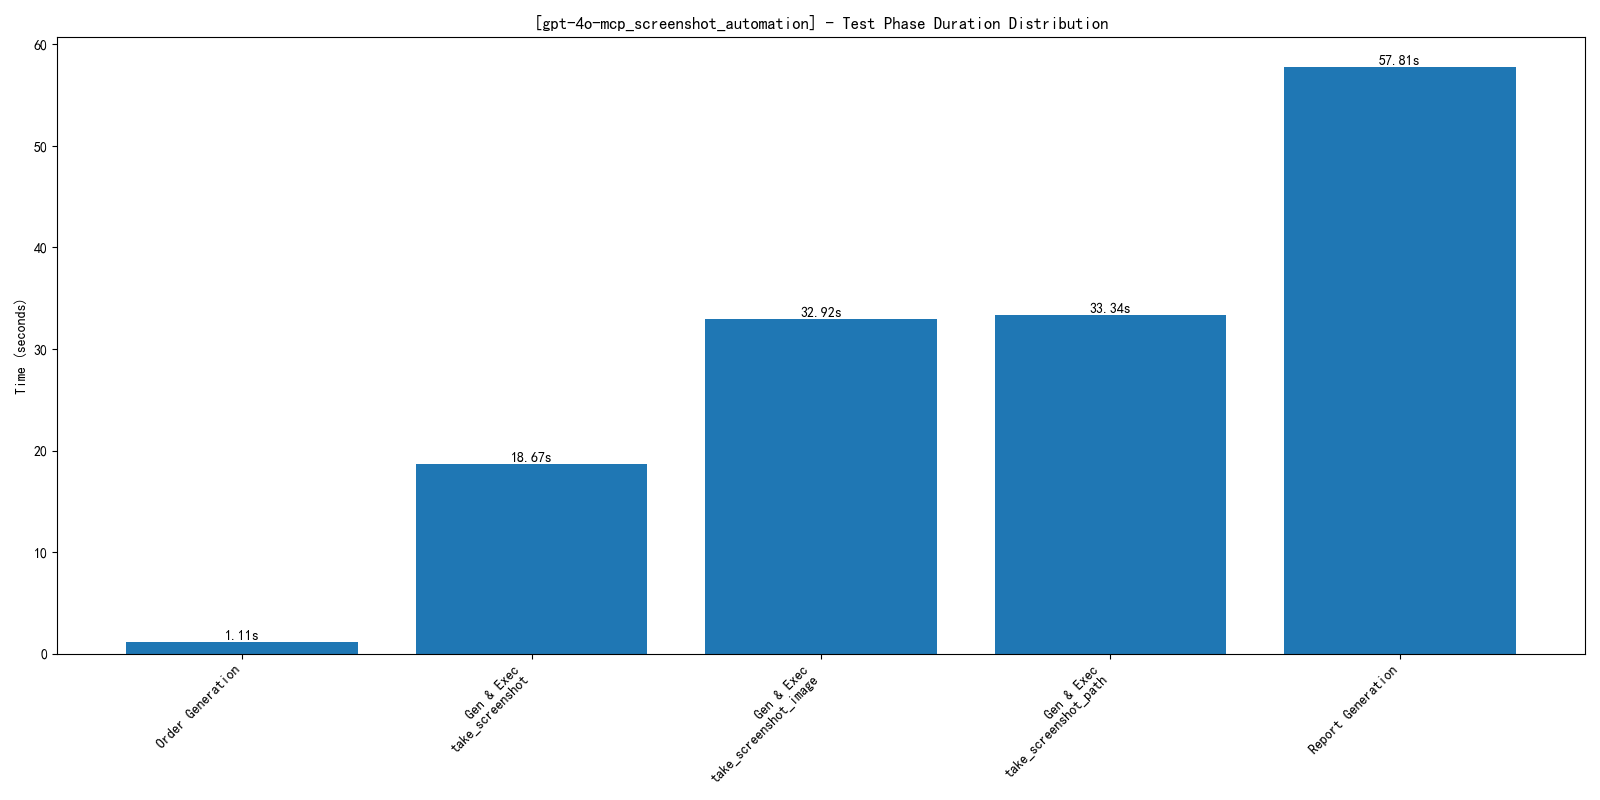 [gpt-4o-mcp_screenshot_automation] - Test Phase Duration Distribution
Time (seconds)
60
50
40
30
20
10
0
1.11s
18.67s
32.92s
33.34s
57.81s
Order Generation
Gen & Exec
take_screenshot
Gen & Exec
take_screenshot_image
Gen & Exec
take_screenshot_path
Report Generation